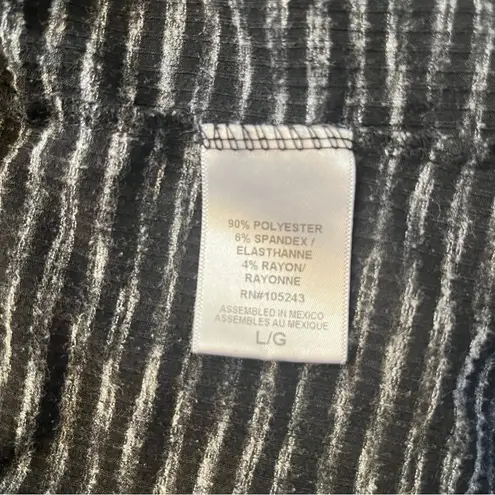 90% POLYESTER
6% SPANDEX /
ELASTHANNE
4% RAYON/
RAYONNE
RN#105243
ASSEMBLED IN MEXICO
ASSEMBLES AU MEXIQUE
L/G